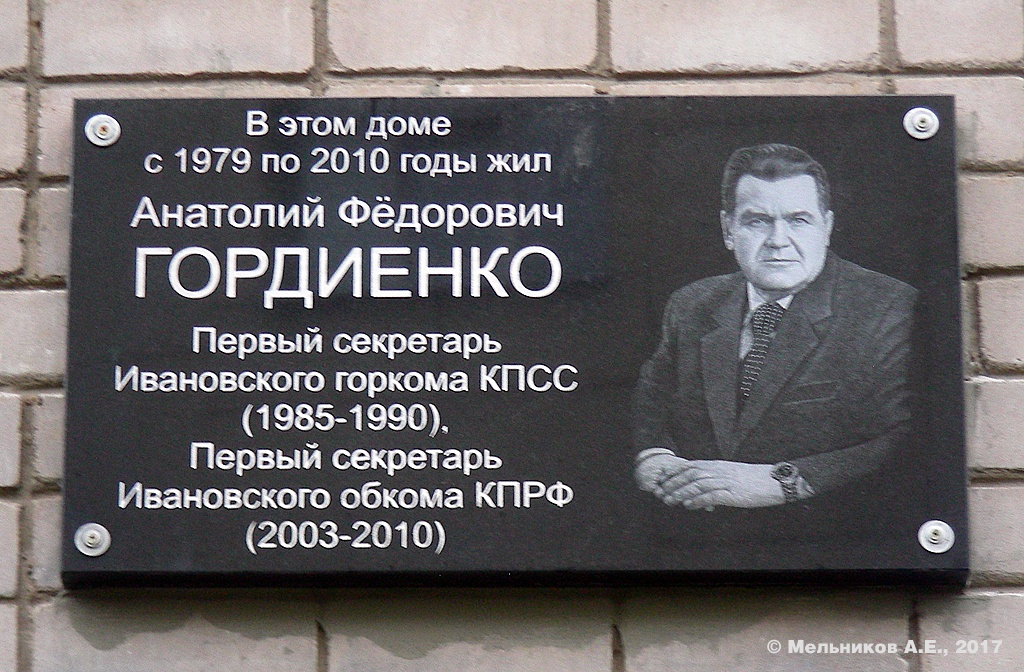 В этом доме
с 1979 по 2010 годы жил
Анатолий Фёдорович
ГОРДИЕНКО
Первый секретарь
Ивановского горкома КПСС
(1985-1990),
Первый секретарь
Ивановского обкома КПРФ
(2003-2010)
© Мельников А.Е., 2017